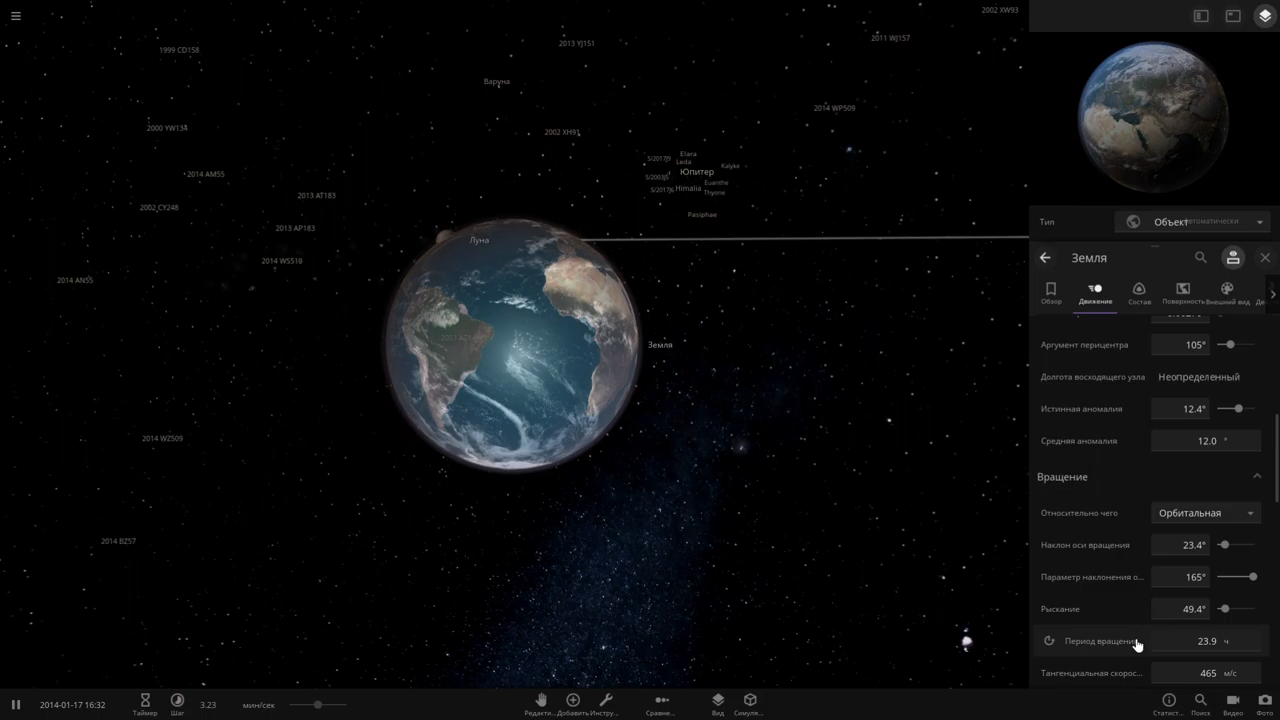 2002 XW93
1999 CD158
2013 YJ151
2011 WJ157
Варуна
2014 WP509
2000 YW134
2002 XH91
S/2017J9
Elara
Leda
Kalyke
Юпитер
S/2003J5
Euanthe
S/2017J6
Himalia
Thyone
Pasiphae
2014 AM55
2013 AT183
2002 CY248
2013 AP183
Луна
2014 WS510
2014 AN55
Земля
2014 WZ509
2014 BZ57
Тип
Объект
автоматически
Земля
Обзор
Движение
Состав
Поверхность
Внешний вид
Аргумент перицентра 105°
Долгота восходящего узла Неопределенный
Истинная аномалия 12.4°
Средняя аномалия 12.0 °
Вращение
Относительно чего Орбитальная
Наклон оси вращения 23.4°
Параметр наклонения о... 165°
Рыскание 49.4°
Период вращения 23.9 ч
Тангенциальная скорос... 465 м/с
2014-01-17 16:32
Таймер
Шаг
3.23 мин/сек
Редакти...
Добавить
Инстру...
Сравне...
Вид
Симуля...
Статист...
Поиск
Видео
Фото